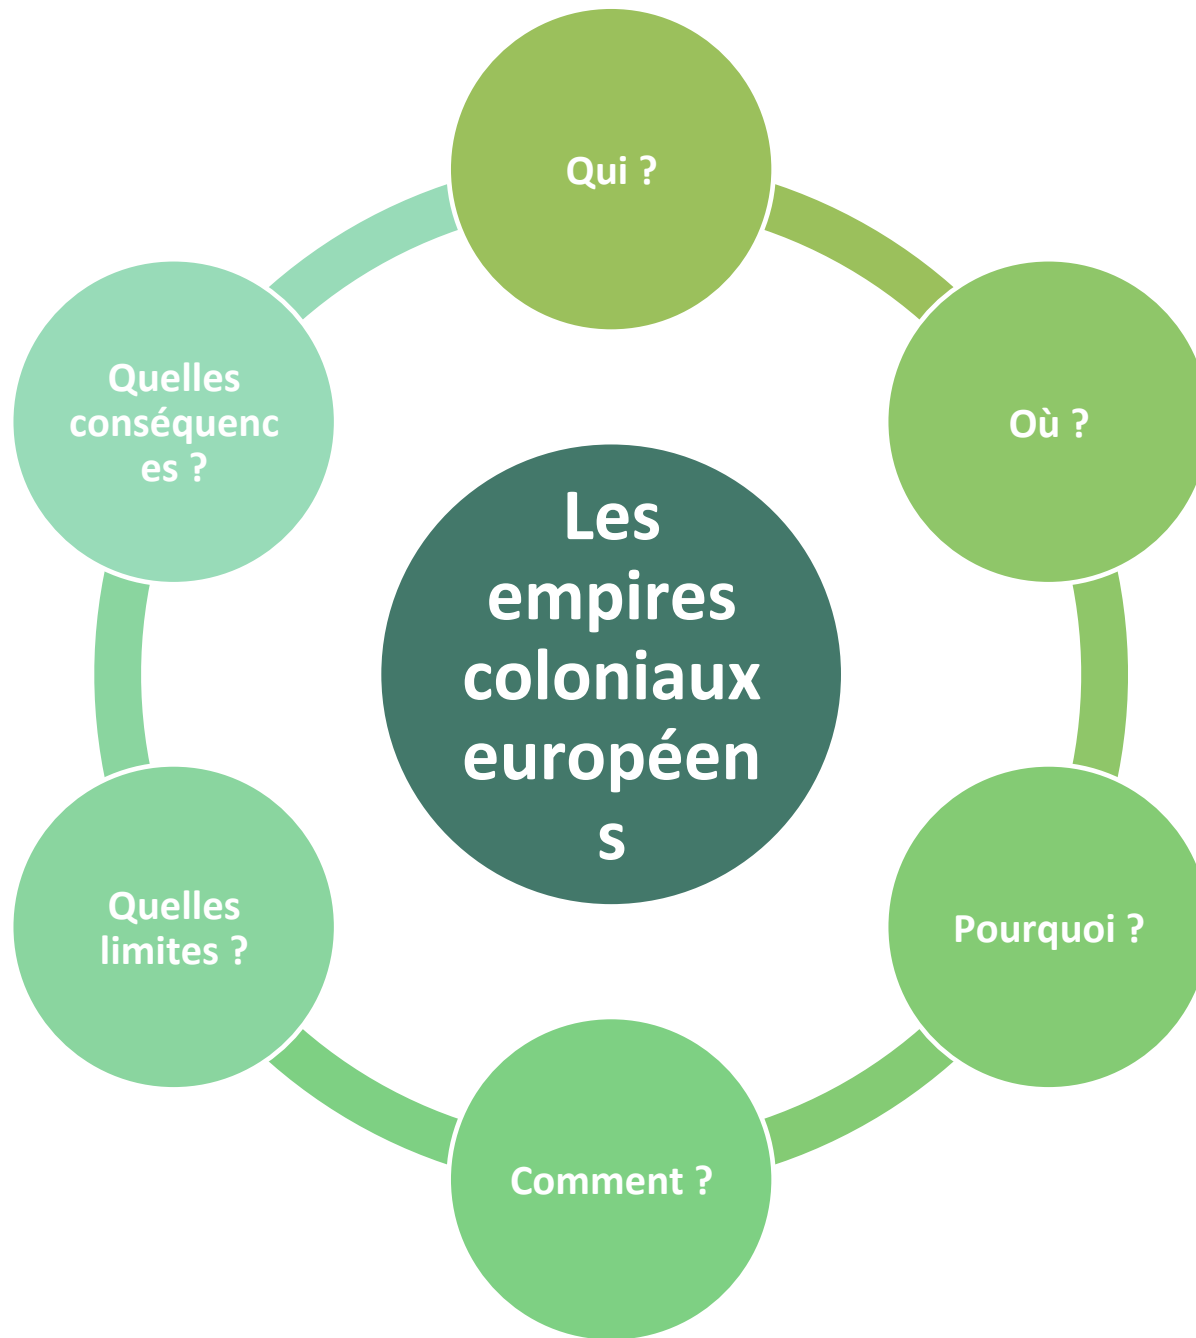 Qui ?
Où ?
Pourquoi ?
Comment ?
Quelles
limites ?
Quelles
conséquenc
es ?
Les
empires
coloniaux
européen
s